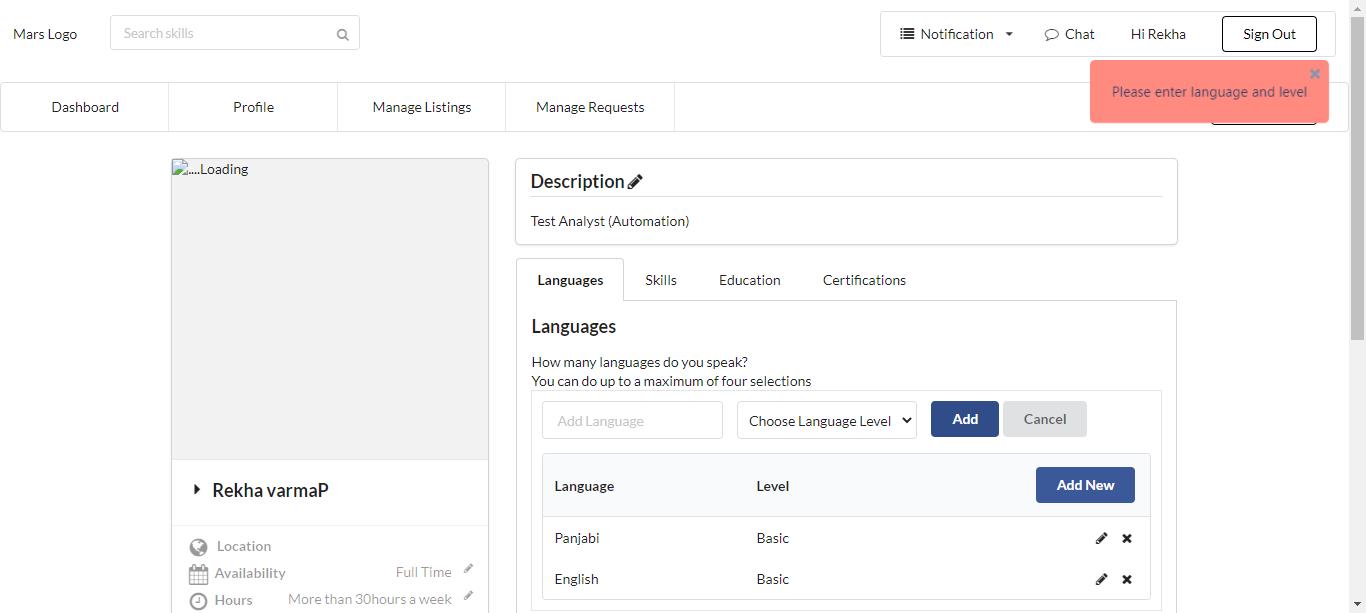 Mars Logo
Search skills
Notification
Chat
Hi Rekha
Sign Out
Please enter language and level
Dashboard
Profile
Manage Listings
Manage Requests
....Loading
Description
Test Analyst (Automation)
Languages
Skills
Education
Certifications
Languages
How many languages do you speak?
You can do up to a maximum of four selections
Add Language
Choose Language Level
Add
Cancel
Language
Level
Add New
Panjabi
Basic
English
Basic
Rekha varmaP
Location
Availability
Full Time
Hours
More than 30hours a week